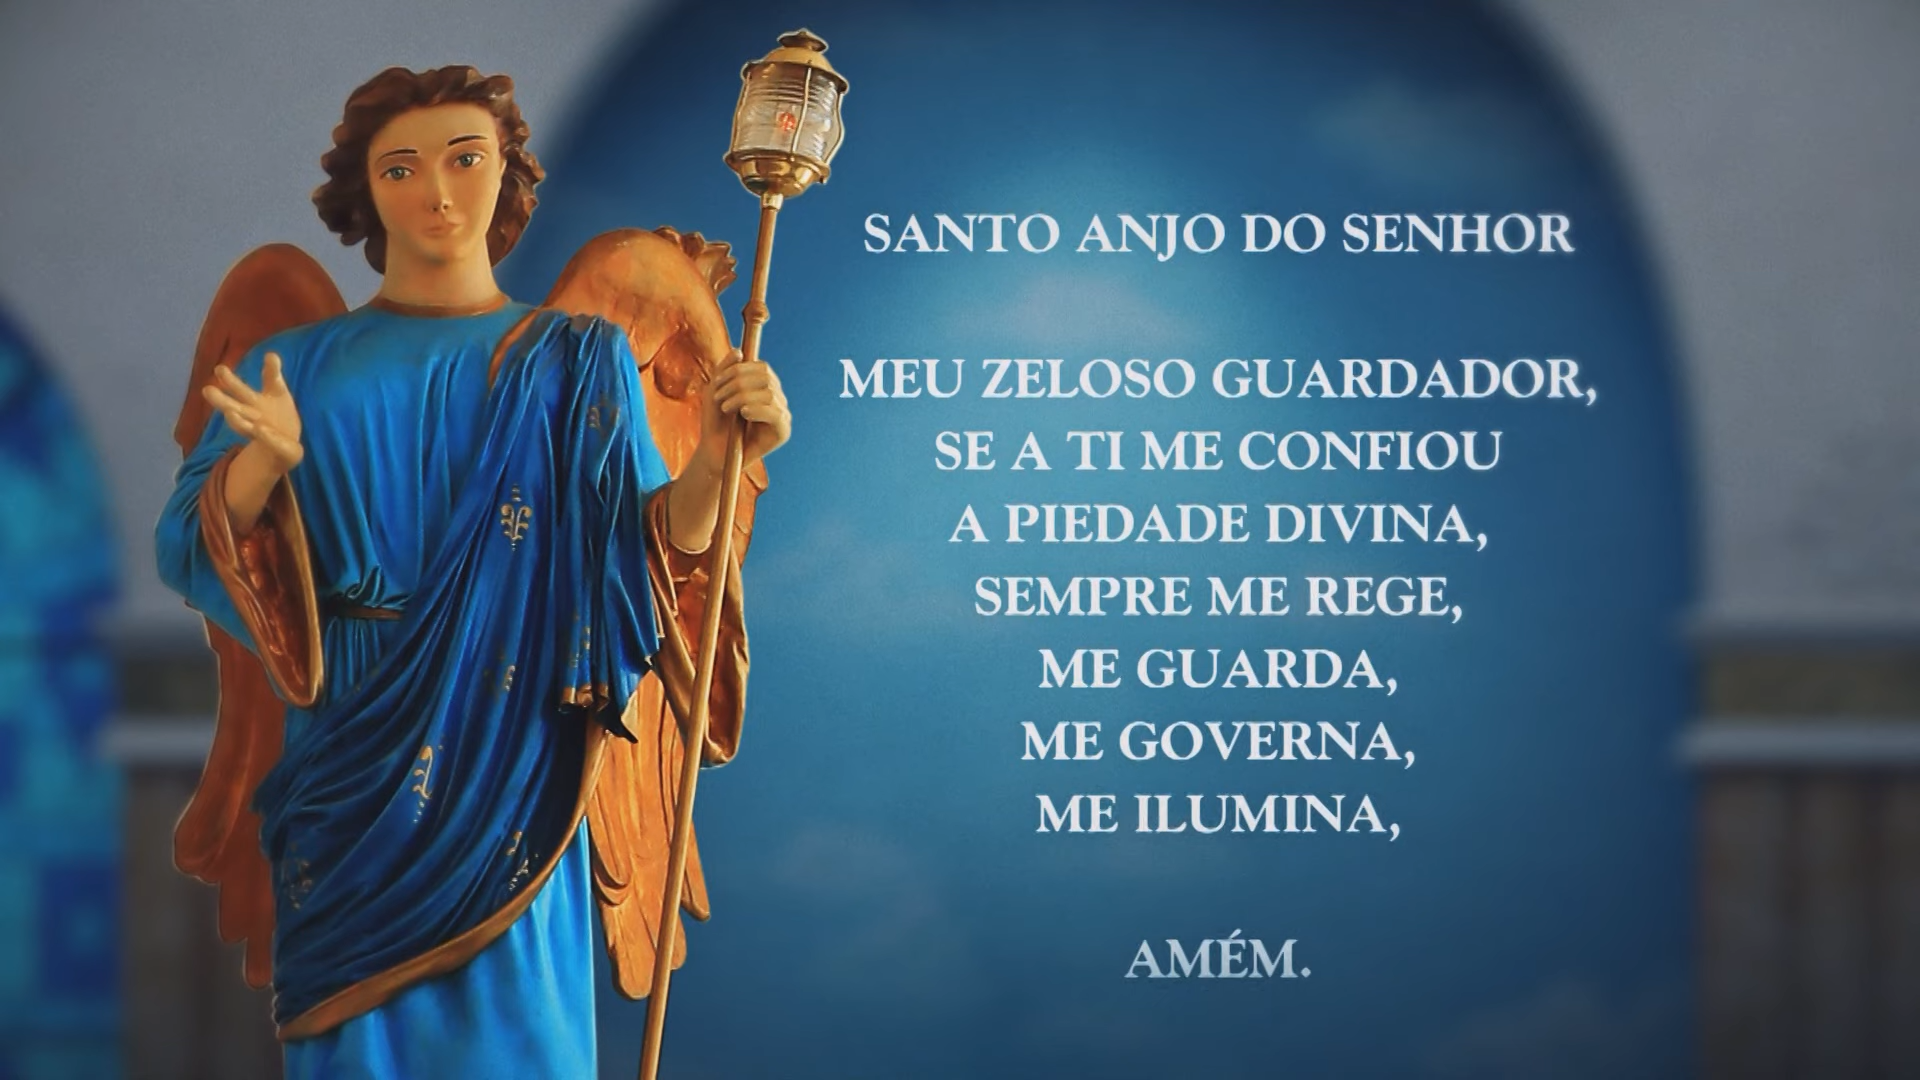 SANTO ANJO DO SENHOR
MEU ZELOSO GUARDADOR,
SE A TI ME CONFIOU
A PIEDADE DIVINA,
SEMPRE ME REGE,
ME GUARDA,
ME GOVERNA,
ME ILUMINA,
AMÉM.